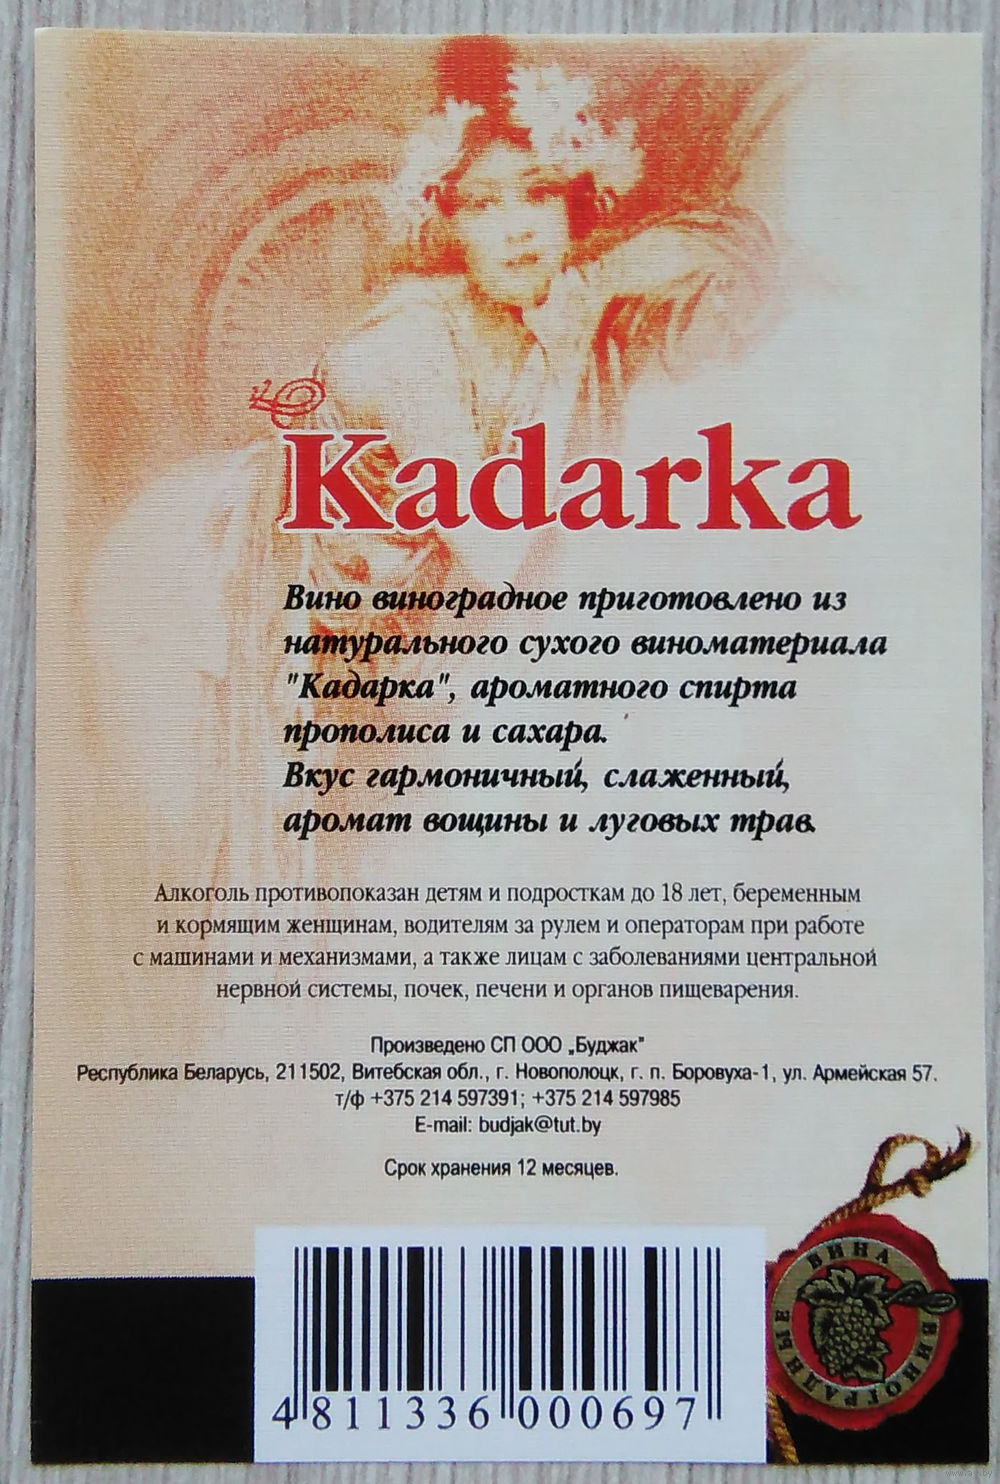 Kadarka
Вино виноградное приготовлено из
натурального сухого виноматериала
"Кадарка", ароматного спирта
прополиса и сахара.
Вкус гармоничный, слаженный,
аромат вощины и луговых трав.
Алкоголь противопоказан детям и подросткам до 18 лет, беременным
и кормящим женщинам, водителям за рулем и операторам при работе
с машинами и механизмами, а также лицам с заболеваниями центральной
нервной системы, почек, печени и органов пищеварения.
Произведено СП ООО „Буджак"
Республика Беларусь, 211502, Витебская обл., г. Новополоцк, г. п. Боровуха-1, ул. Армейская 57.
т/ф +375 214 597391; +375 214 597985
E-mail: budjak@tut.by
Срок хранения 12 месяцев.
ВИНА ВИНОГРАДНЫЕ
4 811336 000697
www.ay.by